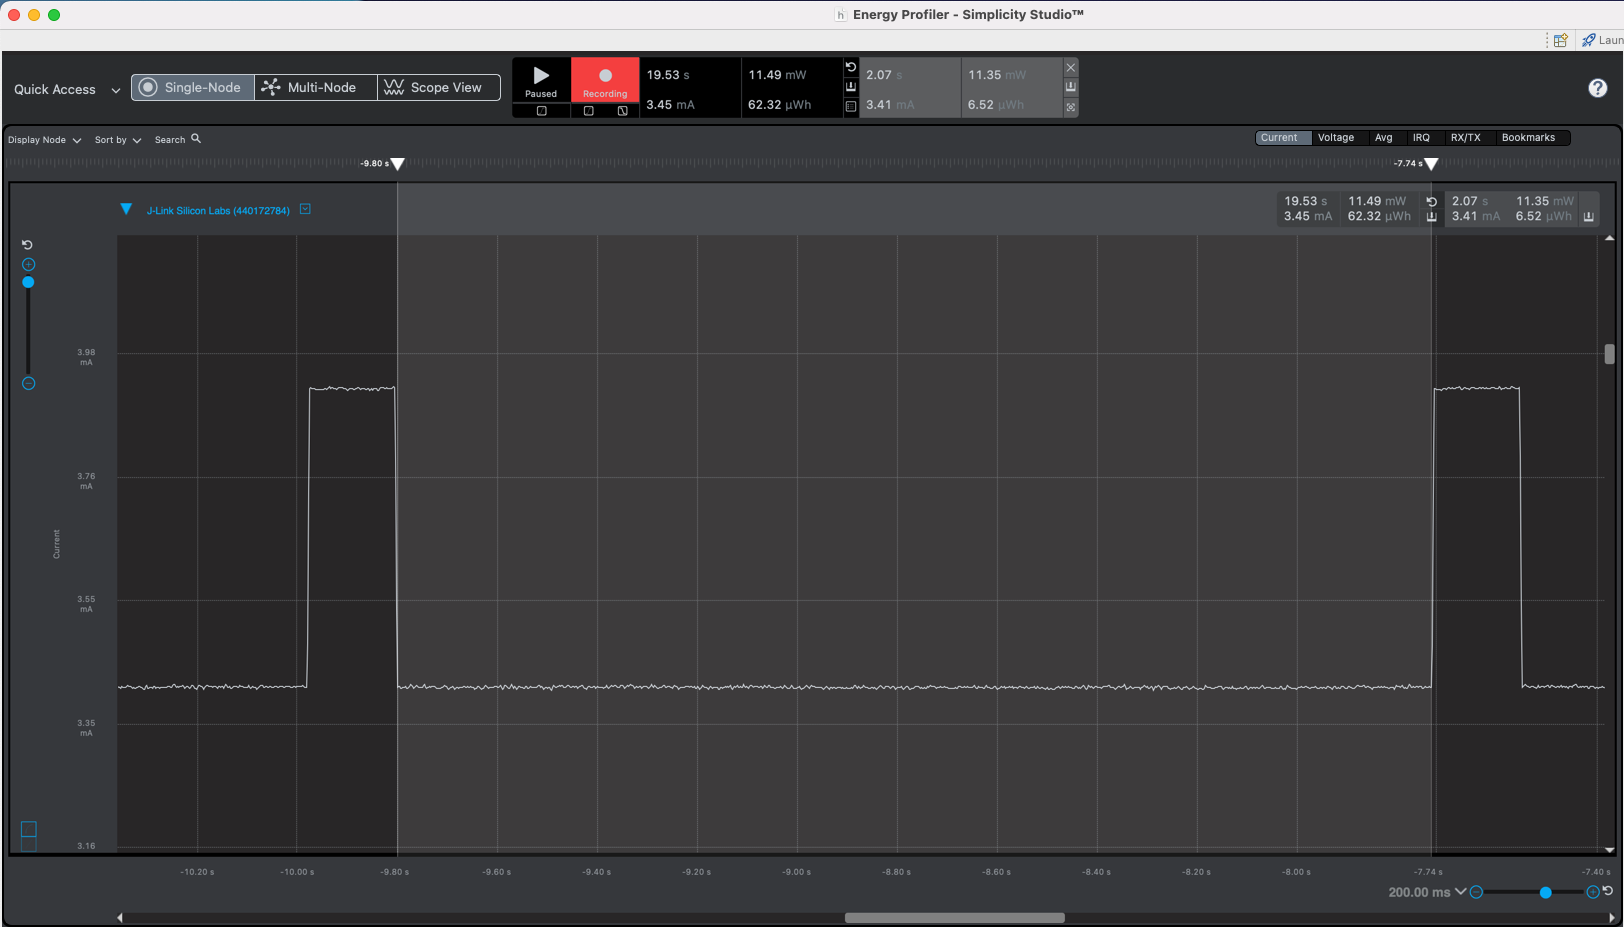 Energy Profiler - Simplicity Studio™
Laun
Quick Access
Single-Node
Multi-Node
Scope View
Paused
Recording
19.53 s
11.49 mW
3.45 mA
62.32 µWh
2.07 s
11.35 mW
3.41 mA
6.52 µWh
Display Node
Sort by
Search
Current
Voltage
Avg
IRQ
RX/TX
Bookmarks
-9.80 s
-7.74 s
J-Link Silicon Labs (440172784)
19.53 s
11.49 mW
3.45 mA
62.32 µWh
2.07 s
11.35 mW
3.41 mA
6.52 µWh
3.98
mA
3.76
mA
Current
3.55
mA
3.35
mA
3.16
-10.20 s
-10.00 s
-9.80 s
-9.60 s
-9.40 s
-9.20 s
-9.00 s
-8.80 s
-8.60 s
-8.40 s
-8.20 s
-8.00 s
-7.74 s
-7.40 s
200.00 ms